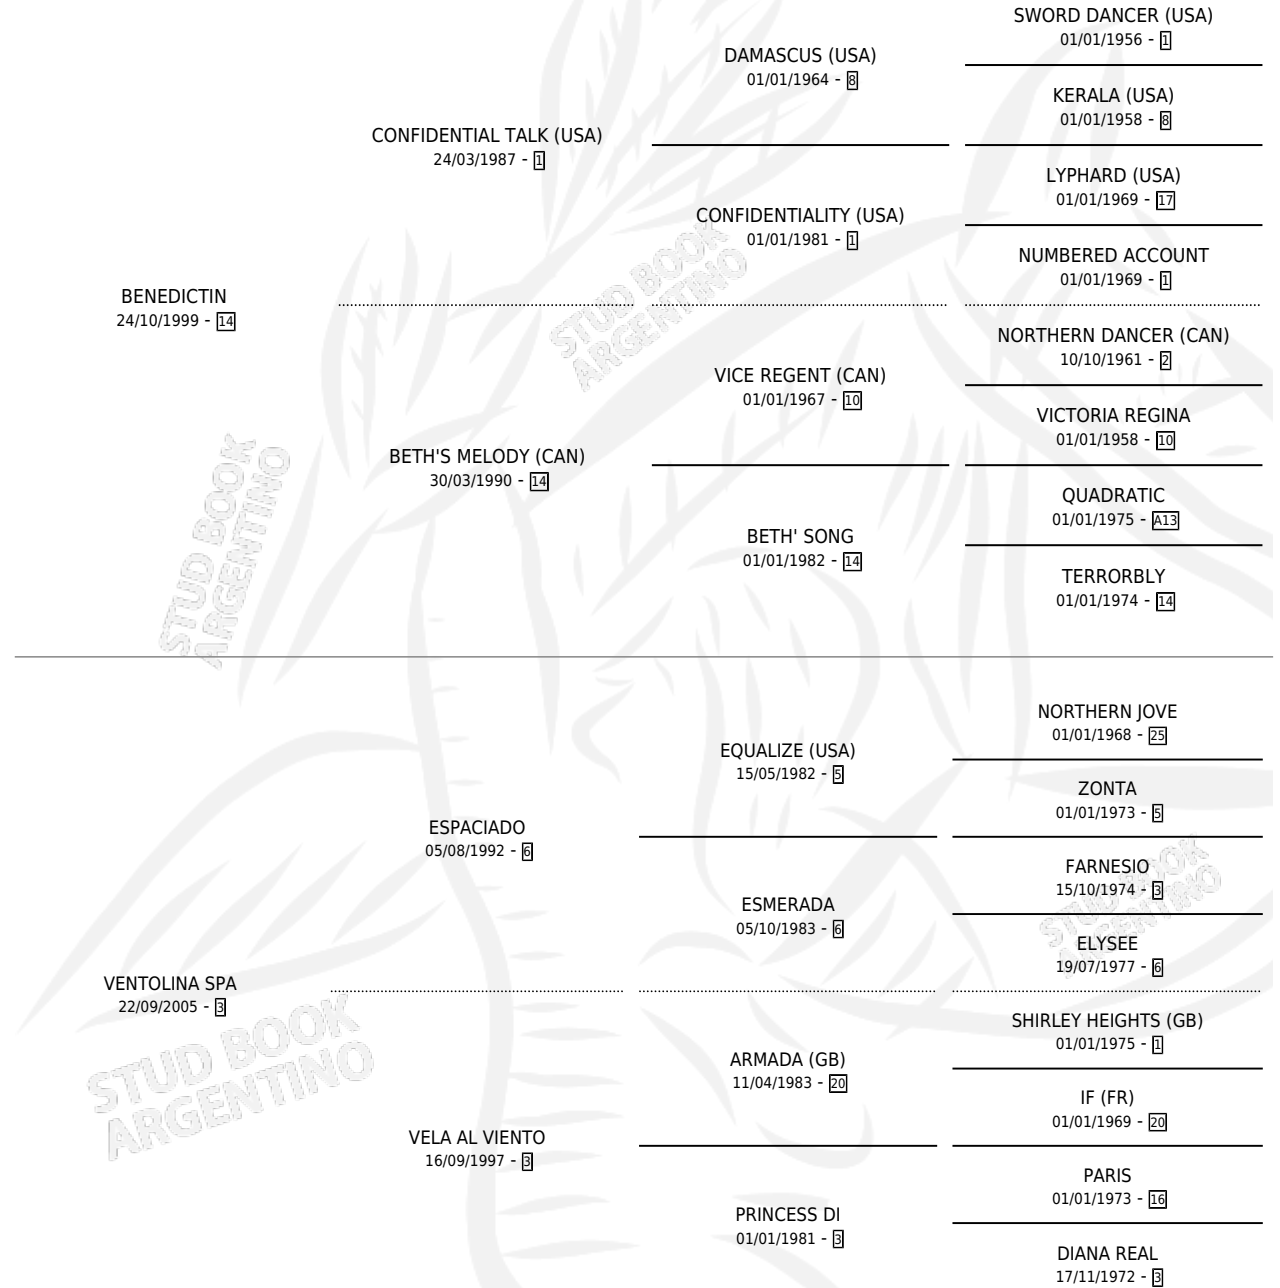 SWORD DANCER (USA)
01/01/1956 - 1
DAMASCUS (USA)
01/01/1964 - 8
KERALA (USA)
01/01/1958 - 8
CONFIDENTIAL TALK (USA)
24/03/1987 - 1
LYPHARD (USA)
01/01/1969 - 17
CONFIDENTIALITY (USA)
01/01/1981 - 1
NUMBERED ACCOUNT
01/01/1969 - 1
BENEDICTIN
24/10/1999 - 14
STUD BOOK
ARGENTINO
NORTHERN DANCER (CAN)
10/10/1961 - 2
VICE REGENT (CAN)
01/01/1967 - 10
VICTORIA REGINA
01/01/1958 - 10
BETH'S MELODY (CAN)
30/03/1990 - 14
QUADRATIC
01/01/1975 - A13
BETH' SONG
01/01/1982 - 14
TERRORBLY
01/01/1974 - 14
STUD BOOK
ARGENTINO
NORTHERN JOVE
01/01/1968 - 25
EQUALIZE (USA)
15/05/1982 - 5
ZONTA
01/01/1973 - 5
ESPACIADO
05/08/1992 - 6
FARNESIO
15/10/1974 - 3
ESMERADA
05/10/1983 - 6
ELYSEE
19/07/1977 - 6
STUD BOOK
ARGENTINO
VENTOLINA SPA
22/09/2005 - 3
SHIRLEY HEIGHTS (GB)
01/01/1975 - 1
ARMADA (GB)
11/04/1983 - 20
IF (FR)
01/01/1969 - 20
STUD BOOK
ARGENTINO
VELA AL VIENTO
16/09/1997 - 3
PARIS
01/01/1973 - 16
PRINCESS DI
01/01/1981 - 3
DIANA REAL
17/11/1972 - 3